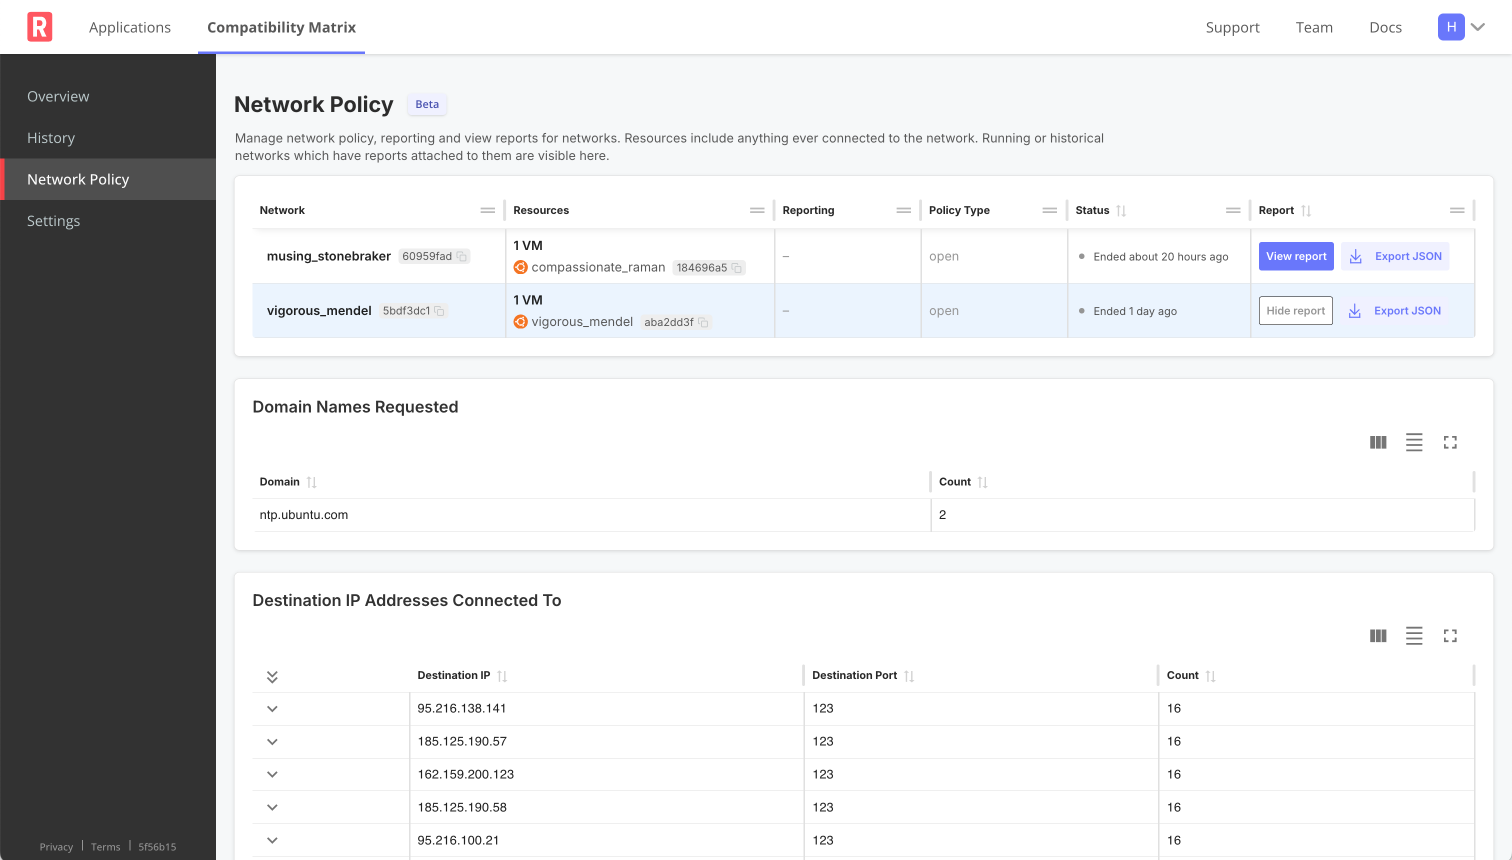 R Applications Compatibility Matrix Support Team Docs H
Overview
History
Network Policy
Settings
Privacy | Terms | 5f56b15
Network Policy Beta
Manage network policy, reporting and view reports for networks. Resources include anything ever connected to the network. Running or historical
networks which have reports attached to them are visible here.
Network Resources Reporting Policy Type Status Report
musing_stonebraker 60959fad 1 VM – open Ended about 20 hours ago View report Export JSON
compassionate_raman 184696a5
vigorous_mendel 5bdf3dc1 1 VM – open Ended 1 day ago Hide report Export JSON
vigorous_mendel aba2dd3f
Domain Names Requested
Domain Count
ntp.ubuntu.com 2
Destination IP Addresses Connected To
Destination IP Destination Port Count
95.216.138.141 123 16
185.125.190.57 123 16
162.159.200.123 123 16
185.125.190.58 123 16
95.216.100.21 123 16